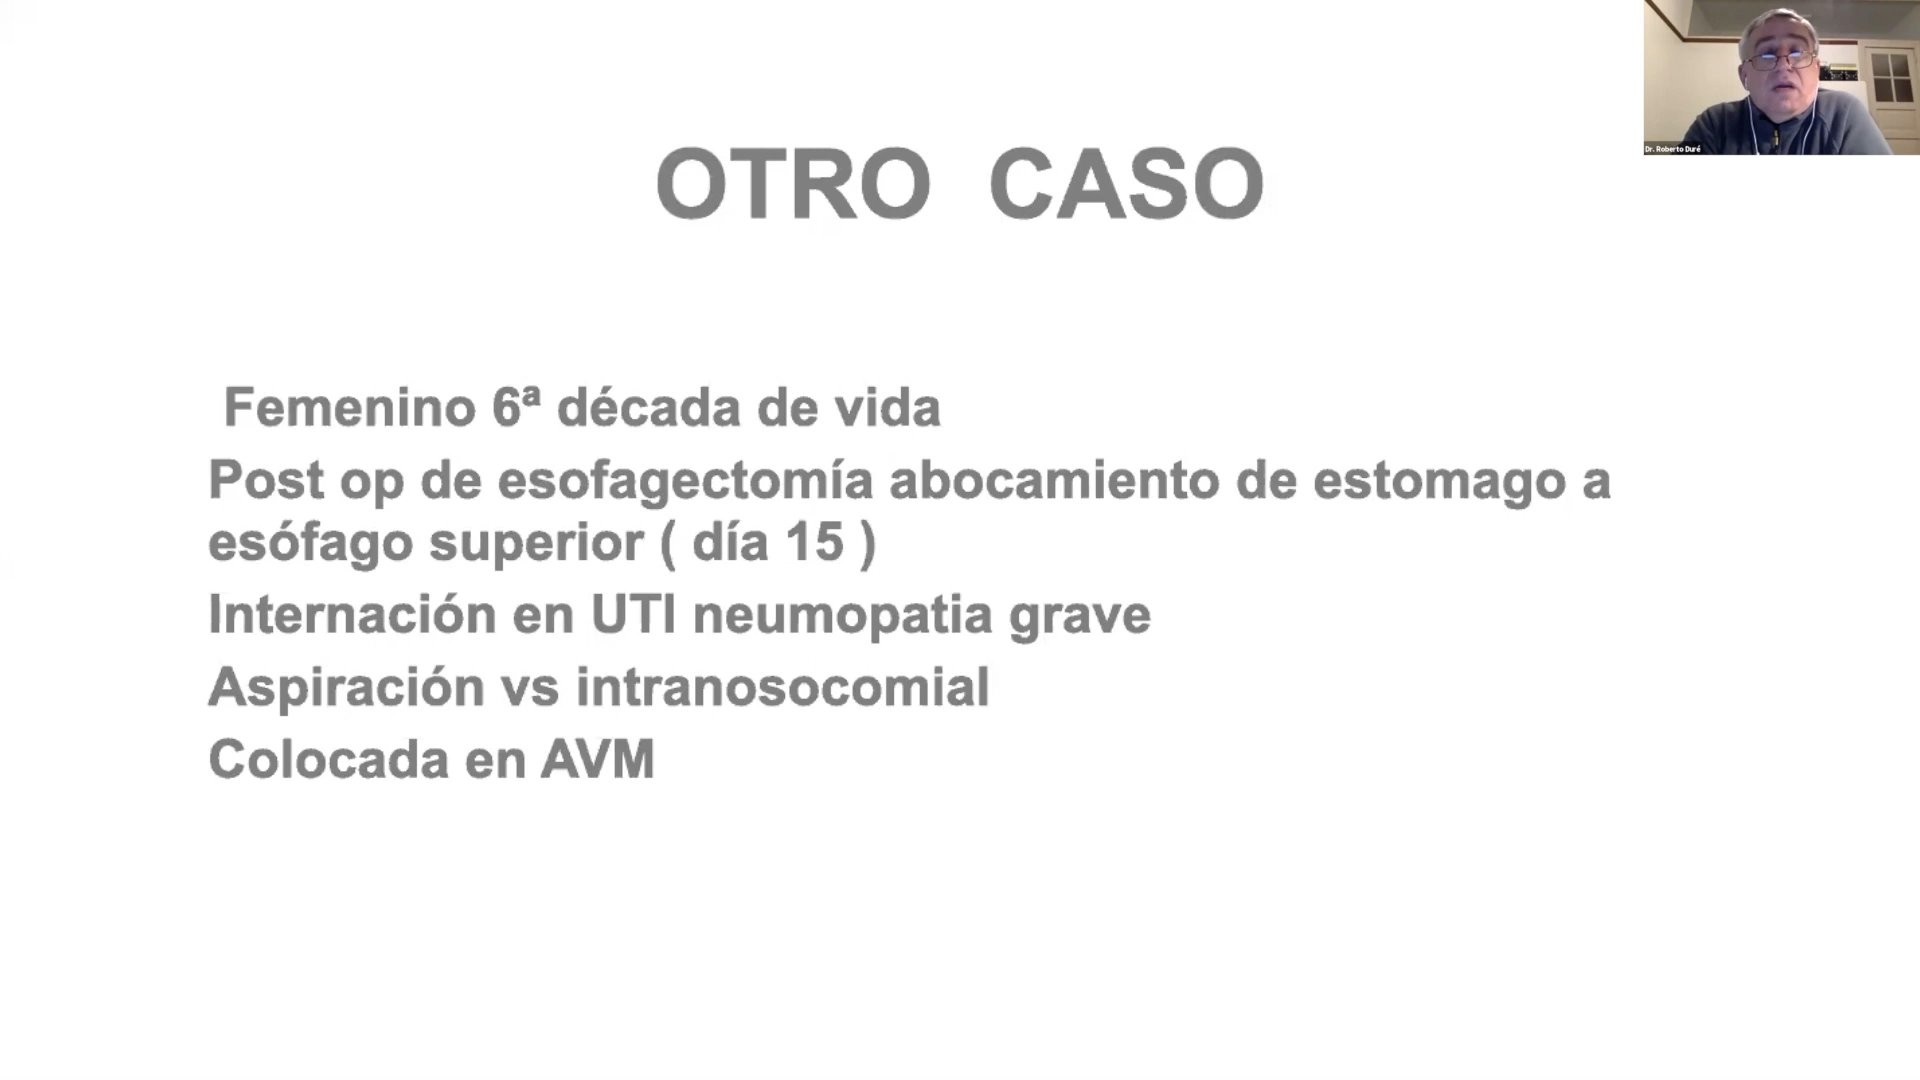 Dr. Roberto Duré
OTRO CASO
Femenino 6ª década de vida
Post op de esofagectomía abocamiento de estomago a
esófago superior ( día 15 )
Internación en UTI neumopatia grave
Aspiración vs intranosocomial
Colocada en AVM